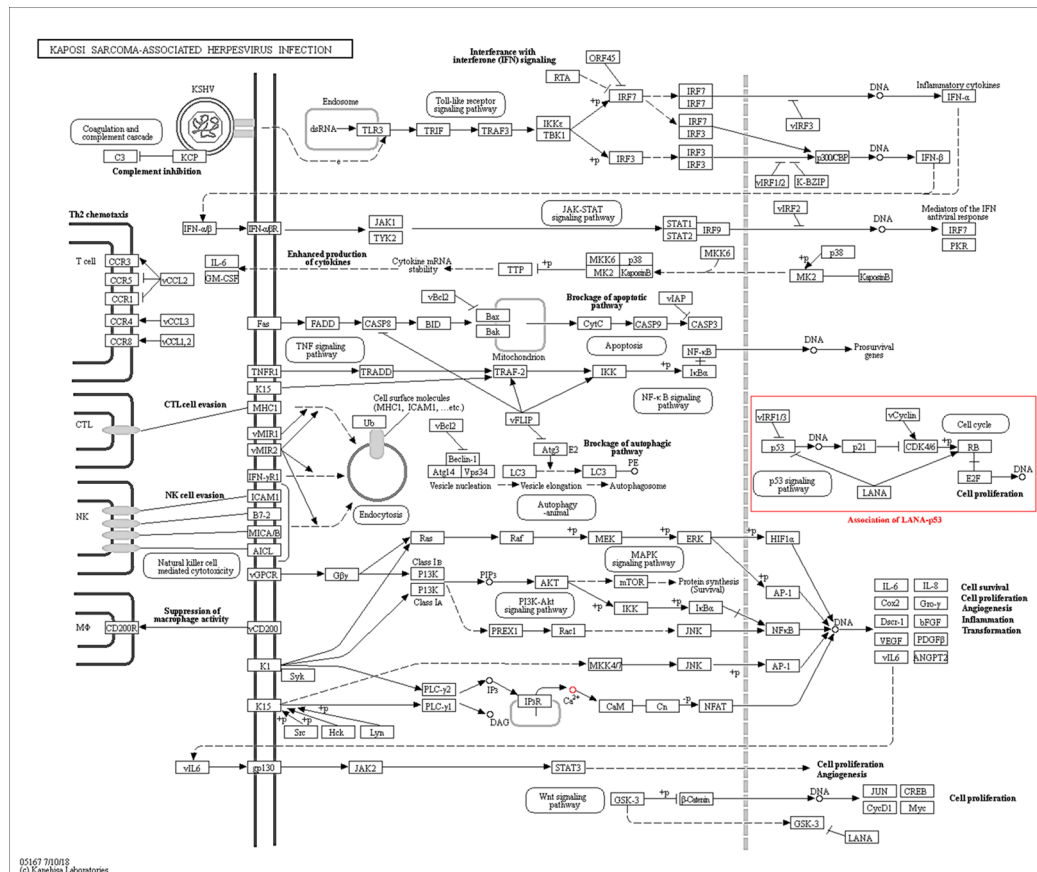 KAPOSI SARCOMA-ASSOCIATED HERPESVIRUS INFECTION
KSHV
Coagulation and
complement cascade
C3
KCP
Complement inhibition
Endosome
dsRNA
TLR3
Toll-like receptor
signaling pathway
TRIF
TRAF3
IKKε
TBK1
Interferance with
interferone (IFN) signaling
RTA
ORF45
+p
IRF7
IRF7
IRF7
IRF7
IRF3
+p
IRF3
IRF3
IRF3
vIRF3
DNA
Inflammatory cytokines
IFN-α
p300/CBP
DNA
IFN-β
vIRF1/2
K-BZIP
IFN-α/β
IFN-α/βR
JAK1
TYK2
JAK-STAT
signaling pathway
STAT1
STAT2
IRF9
vIRF2
DNA
Mediators of the IFN
antiviral response
IRF7
PKR
Th2 chemotaxis
T cell
CCR3
CCR5
CCR1
vCCL2
CCR4
vCCL3
CCR8
vCCL1,2
IL-6
GM-CSF
Enhanced production
of cytokines
Cytokine mRNA
stability
TTP
+p
MKK6
p38
MK2
KaposinB
MKK6
+p
p38
MK2
KaposinB
Fas
FADD
CASP8
BID
vBcl2
Bax
Bak
Mitochondrion
Brockage of apoptotic
pathway
CytC
CASP9
vIAP
CASP3
Apoptosis
TNF signaling
pathway
TNFR1
TRADD
TRAF-2
IKK
+p
NF-κB
IκBα
DNA
Prosurvival
genes
NF-κ B signaling
pathway
K15
CTL cell evasion
CTL
MHC1
vMIR1
vMIR2
IFN-γR1
Cell surface molecules
(MHC1, ICAM1, ...etc.)
Ub
Endocytosis
vFLIP
vBcl2
Beclin-1
Atg14
Vps34
Atg3
E2
Brockage of autophagic
pathway
LC3
LC3
PE
Vesicle nucleation
Vesicle elongation
Autophagosome
Autophagy
-animal
vIRF1/3
p53
DNA
p21
vCyclin
CDK4/6
+p
Cell cycle
RB
E2F
DNA
p53 signaling
pathway
LANA
Cell proliferation
Association of LANA-p53
NK cell evasion
NK
ICAM1
B7-2
MICA/B
AICL
Natural killer cell
mediated cytotoxicity
vGPCR
Gβγ
Ras
Raf
+p
MEK
+p
ERK
+p
HIF1α
MAPK
signaling pathway
+p
AP-1
Class IB
P13K
P13K
Class IA
PIP3
AKT
mTOR
Protein synthesis
(Survival)
PI3K-Akt
signaling pathway
IKK
+p
IκBα
PREX1
Rac1
JNK
NFκB
DNA
Suppression of
macrophage activity
MΦ
CD200R
vCD200
K1
Syk
MKK4/7
JNK
+p
AP-1
K15
+p
+p
Src
Hck
Lyn
PLC-γ2
PLC-γ1
IP3
DAG
IP3R
Ca2+
CaM
Cn
-p
NFAT
IL-6
IL-8
Cox2
Gro-γ
Dscr-1
bFGF
VEGF
PDGFβ
vIL6
ANGPT2
Cell survival
Cell proliferation
Angiogenesis
Inflammation
Transformation
vIL6
gp130
JAK2
STAT3
Cell proliferation
Angiogenesis
Wnt signaling
pathway
GSK-3
+p
β-Catenin
DNA
JUN
CREB
CycD1
Myc
Cell proliferation
GSK-3
LANA
05167 7/10/18
(c) Kanehisa Laboratories